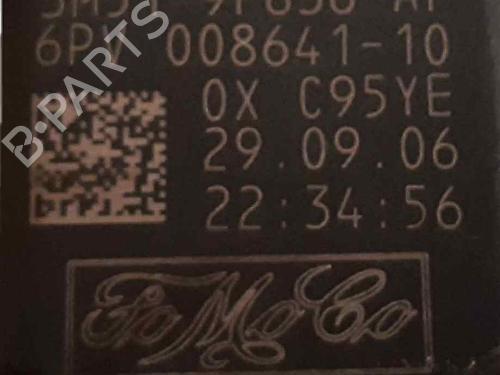 6PV 008641-10
0X C95YE
29.09.06
22:34:56
FoMoCo
B-PARTS